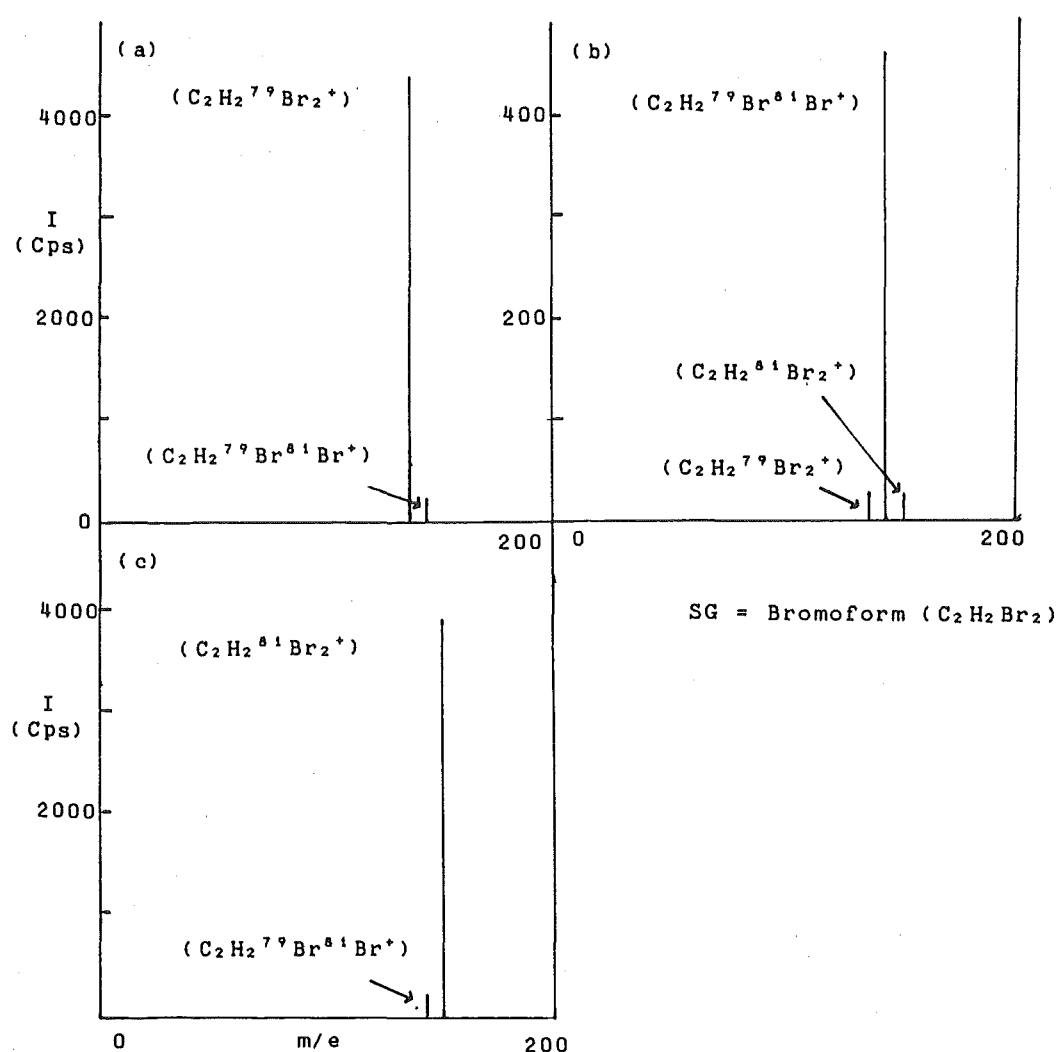 (a)
(C₂H₂⁷⁹Br₂⁺)
4000
I
(Cps)
2000
(C₂H₂⁷⁹Br⁸¹Br⁺)
0
200
(b)
(C₂H₂⁷⁹Br⁸¹Br⁺)
400
200
(C₂H₂⁸¹Br₂⁺)
(C₂H₂⁷⁹Br₂⁺)
0
200
SG = Bromoform (C₂H₂Br₂)
(c)
4000
(C₂H₂⁸¹Br₂⁺)
I
(Cps)
2000
(C₂H₂⁷⁹Br⁸¹Br⁺)
0
m/e
200